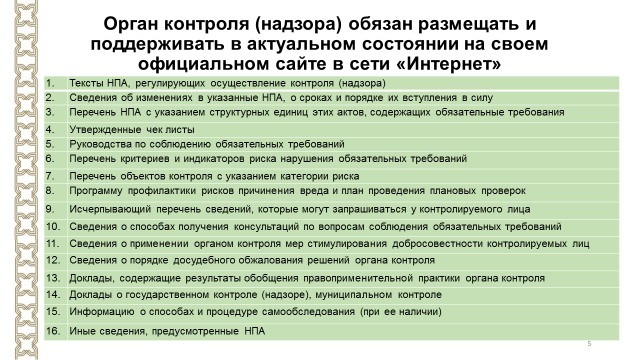 Орган контроля (надзора) обязан размещать и
поддерживать в актуальном состоянии на своем
официальном сайте в сети «Интернет»
1. Тексты НПА, регулирующих осуществление контроля (надзора)
2. Сведения об изменениях в указанные НПА, о сроках и порядке их вступления в силу
3. Перечень НПА с указанием структурных единиц этих актов, содержащих обязательные требования
4. Утвержденные чек листы
5. Руководства по соблюдению обязательных требований
6. Перечень критериев и индикаторов риска нарушения обязательных требований
7. Перечень объектов контроля с указанием категории риска
8. Программу профилактики рисков причинения вреда и план проведения плановых проверок
9. Исчерпывающий перечень сведений, которые могут запрашиваться у контролируемого лица
10. Сведения о способах получения консультаций по вопросам соблюдения обязательных требований
11. Сведения о применении органом контроля мер стимулирования добросовестности контролируемых лиц
12. Сведения о порядке досудебного обжалования решений органа контроля
13. Доклады, содержащие результаты обобщения правоприменительной практики органа контроля
14. Доклады о государственном контроле (надзоре), муниципальном контроле
15. Информацию о способах и процедуре самообследования (при ее наличии)
16. Иные сведения, предусмотренные НПА
5